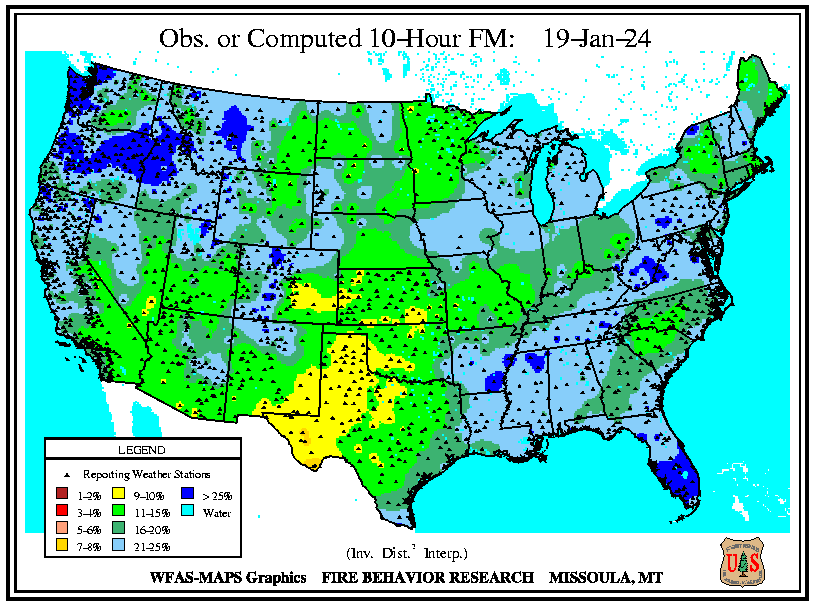 Obs. or Computed 10-Hour FM: 19-Jan-24
LEGEND
Reporting Weather Stations
1-2% 9-10% > 25%
3-4% 11-15% Water
5-6% 16-20%
7-8% 21-25%
(Inv. Dist.² Interp.)
WFAS-MAPS Graphics FIRE BEHAVIOR RESEARCH MISSOULA, MT
U S